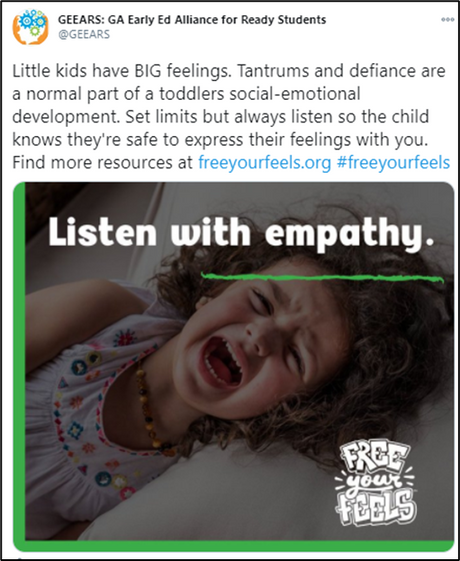 GEEARS: GA Early Ed Alliance for Ready Students
@GEEARS
Little kids have BIG feelings. Tantrums and defiance are
a normal part of a toddlers social-emotional
development. Set limits but always listen so the child
knows they're safe to express their feelings with you.
Find more resources at freeyourfeels.org #freeyourfeels
Listen with empathy.
FREE
your
FEELS